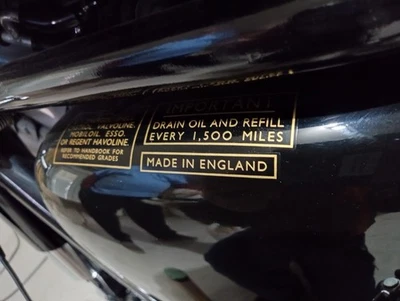 VALVOLINE.
MOBILOIL. ESSO.
OR REGENT HAVOLINE.
REFER TO HANDBOOK FOR
RECOMMENDED GRADES
IMPORTANT
DRAIN OIL AND REFILL
EVERY 1,500 MILES
MADE IN ENGLAND